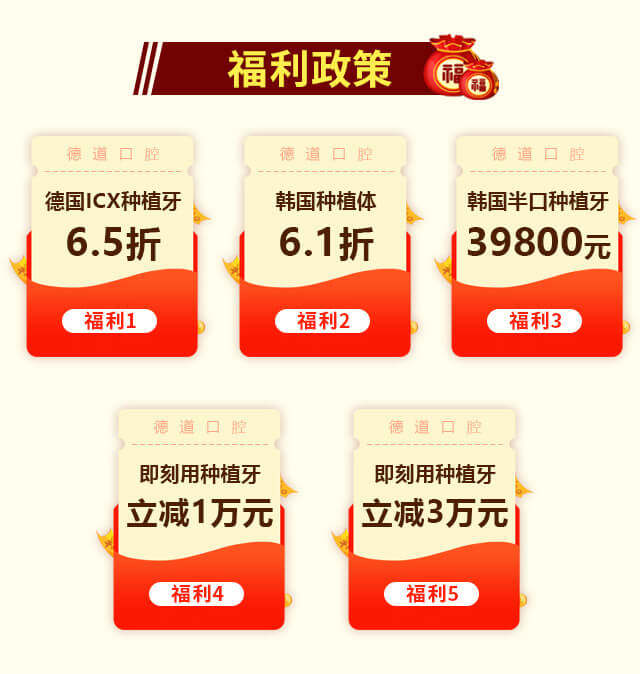 福利政策
福
福
德道口腔
德国ICX种植牙
6.5折
福利1
德道口腔
韩国种植体
6.1折
福利2
德道口腔
韩国半口种植牙
39800元
福利3
德道口腔
即刻用种植牙
立减1万元
福利4
德道口腔
即刻用种植牙
立减3万元
福利5